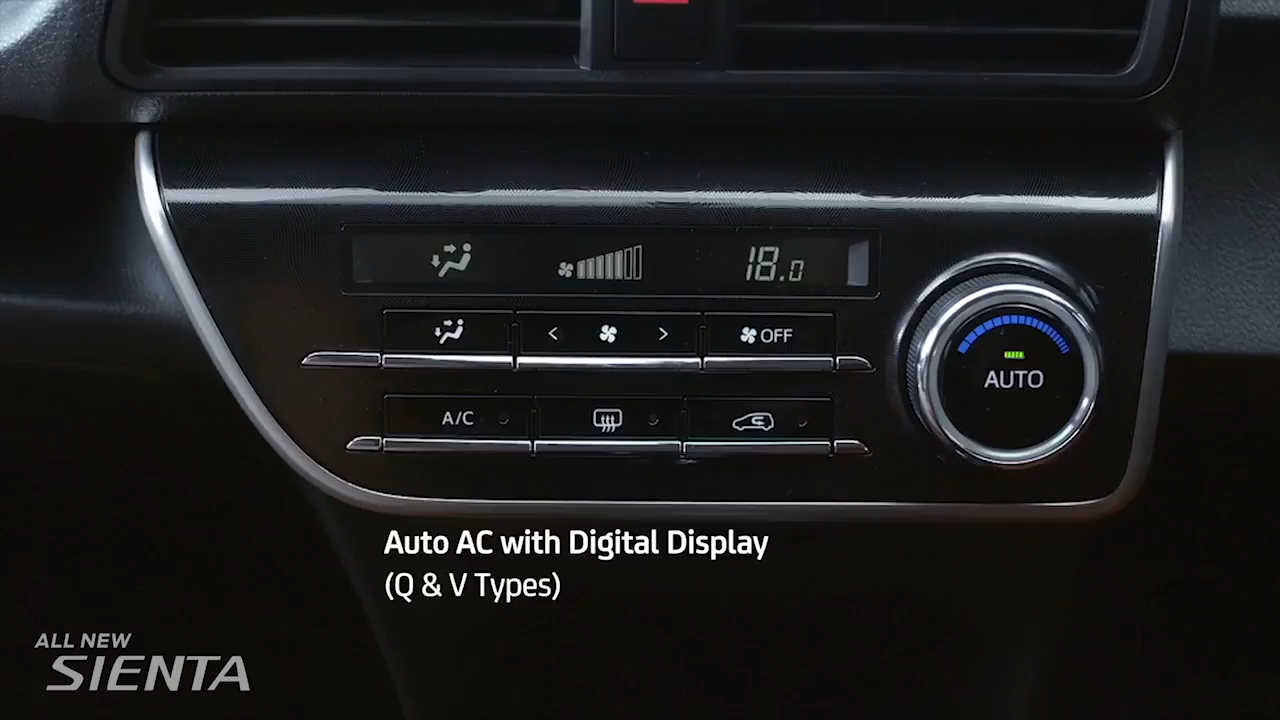 18.0
< >
OFF
AUTO
A/C
Auto AC with Digital Display
(Q & V Types)
ALL NEW
SIENTA